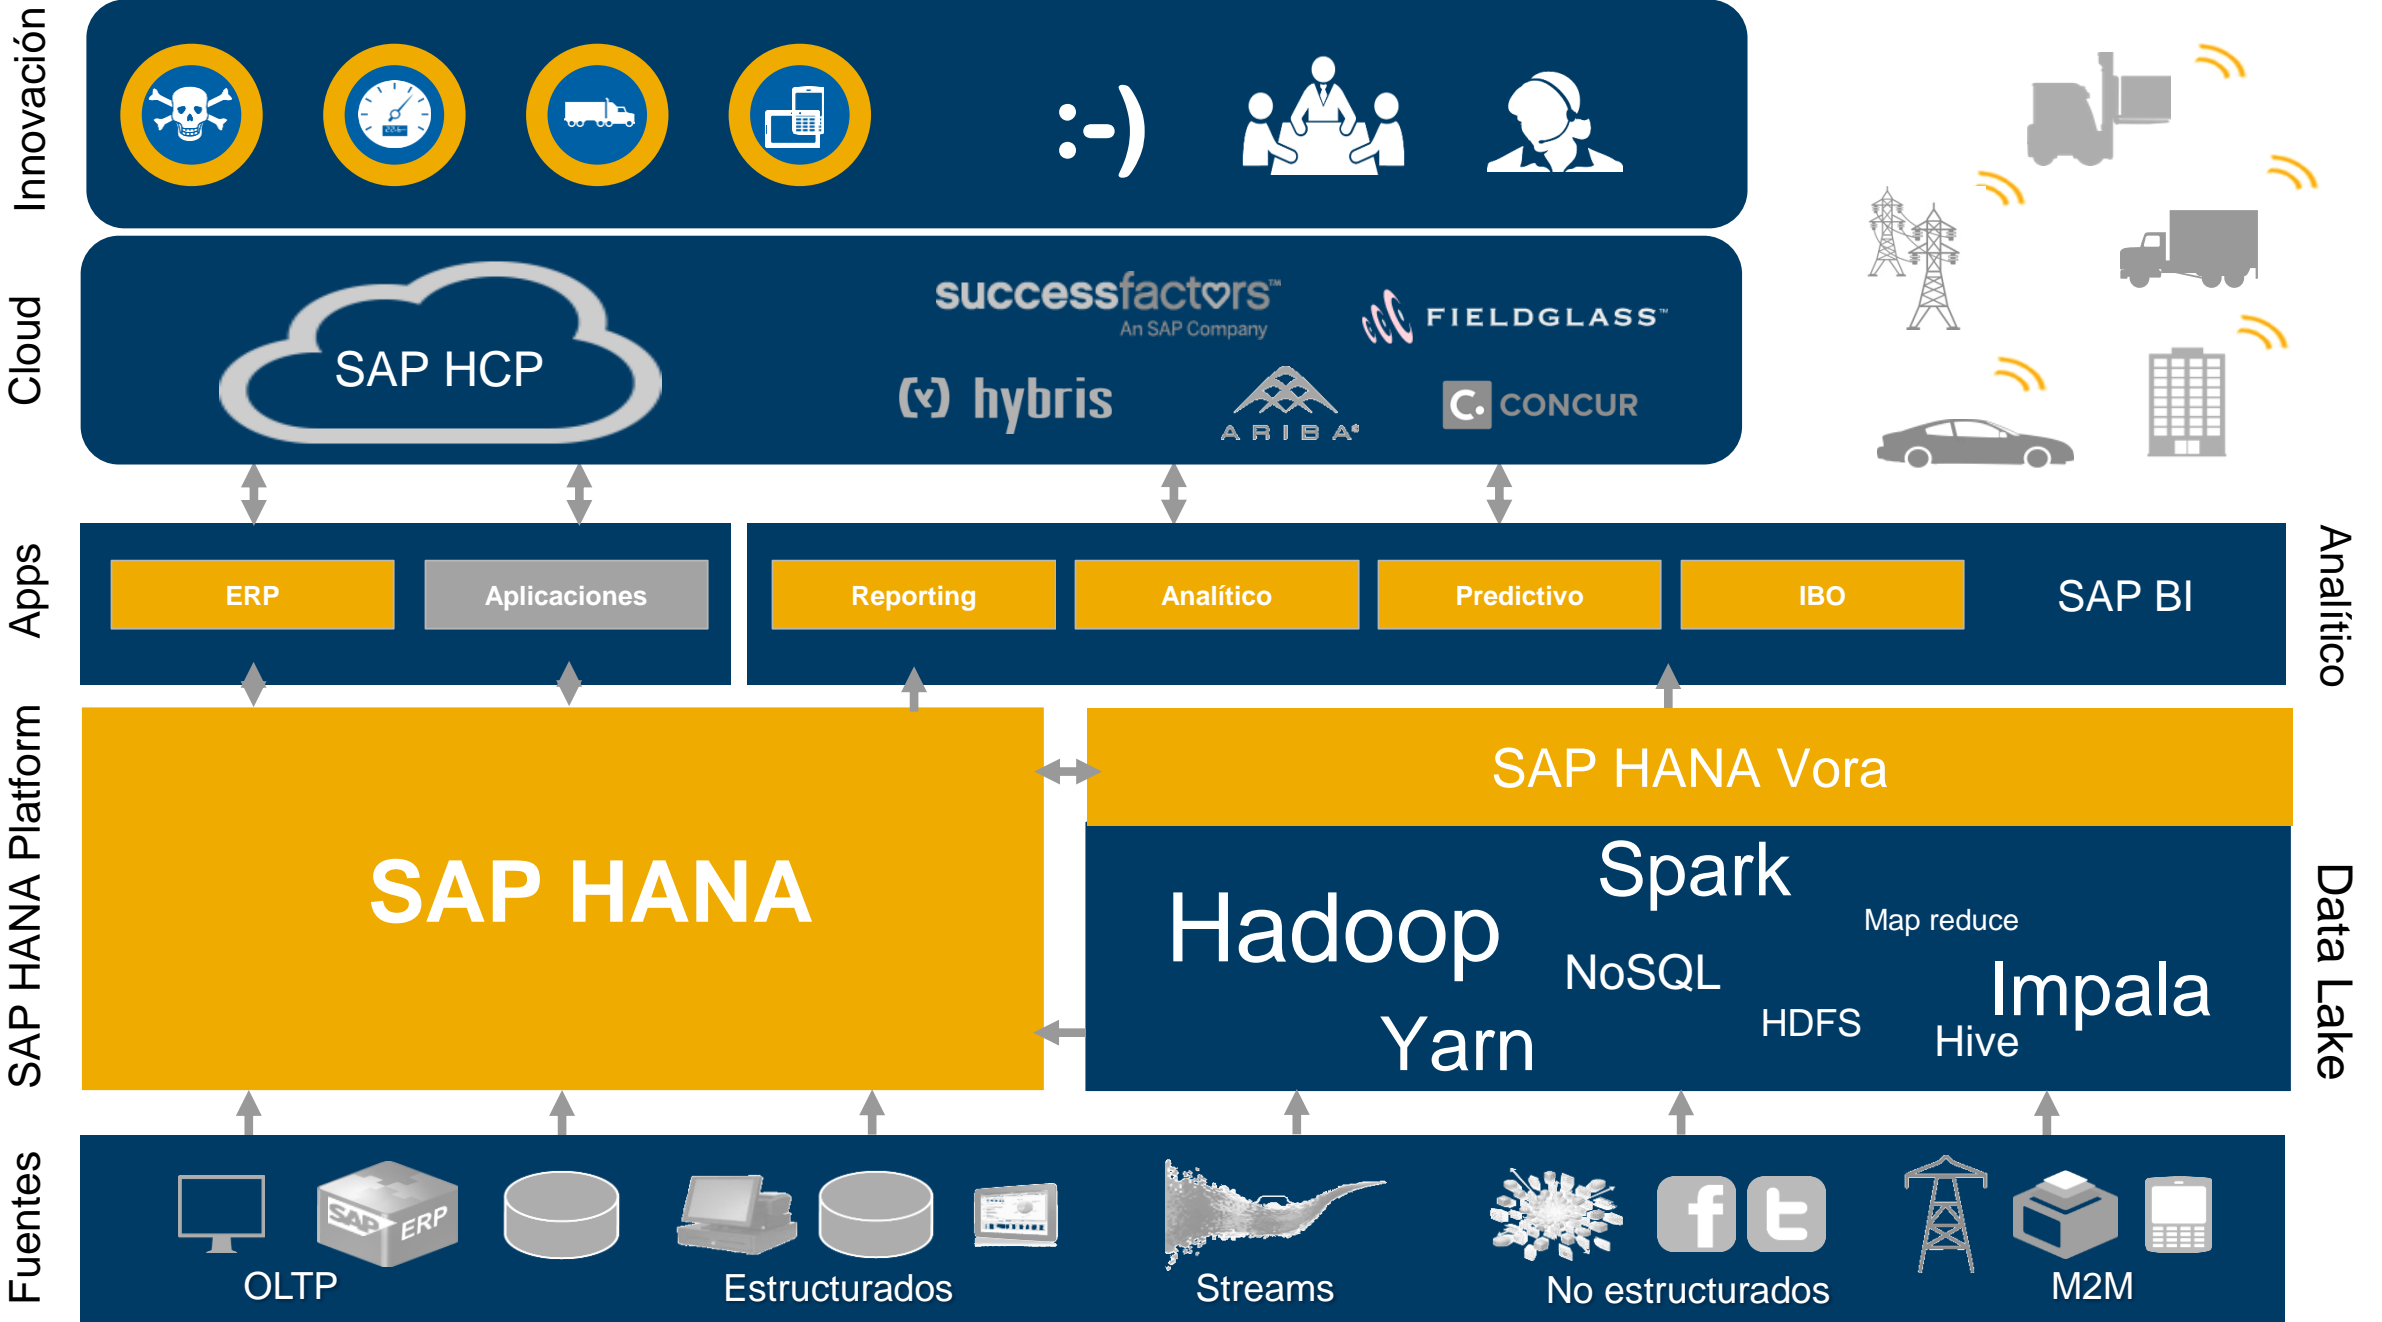 Innovación
:-)
Cloud
SAP HCP
successfactors™
An SAP Company
FIELDGLASS™
(y) hybris
ARIBA®
C. CONCUR
Apps
ERP
Aplicaciones
Reporting
Analítico
Predictivo
IBO
SAP BI
Analítico
SAP HANA Platform
SAP HANA
SAP HANA Vora
Spark
Hadoop
Map reduce
NoSQL
Impala
HDFS
Yarn
Hive
Data Lake
Fuentes
SAP ERP
f t
OLTP
Estructurados
Streams
No estructurados
M2M